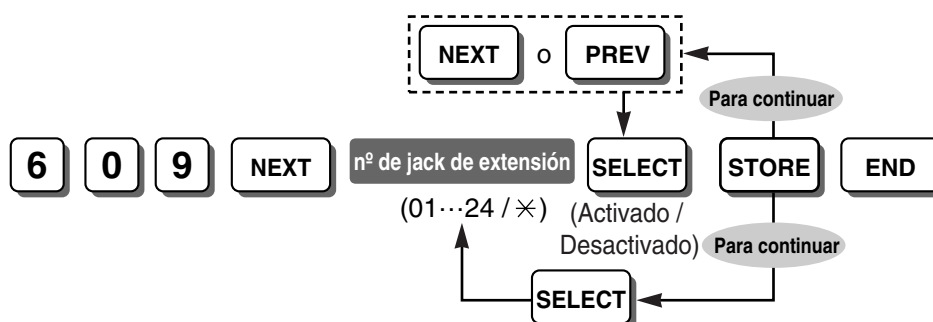 NEXT o PREV
Para continuar
6 0 9 NEXT nº de jack de extensión SELECT STORE END
(01···24 / ✳) (Activado / Desactivado)
Para continuar
SELECT